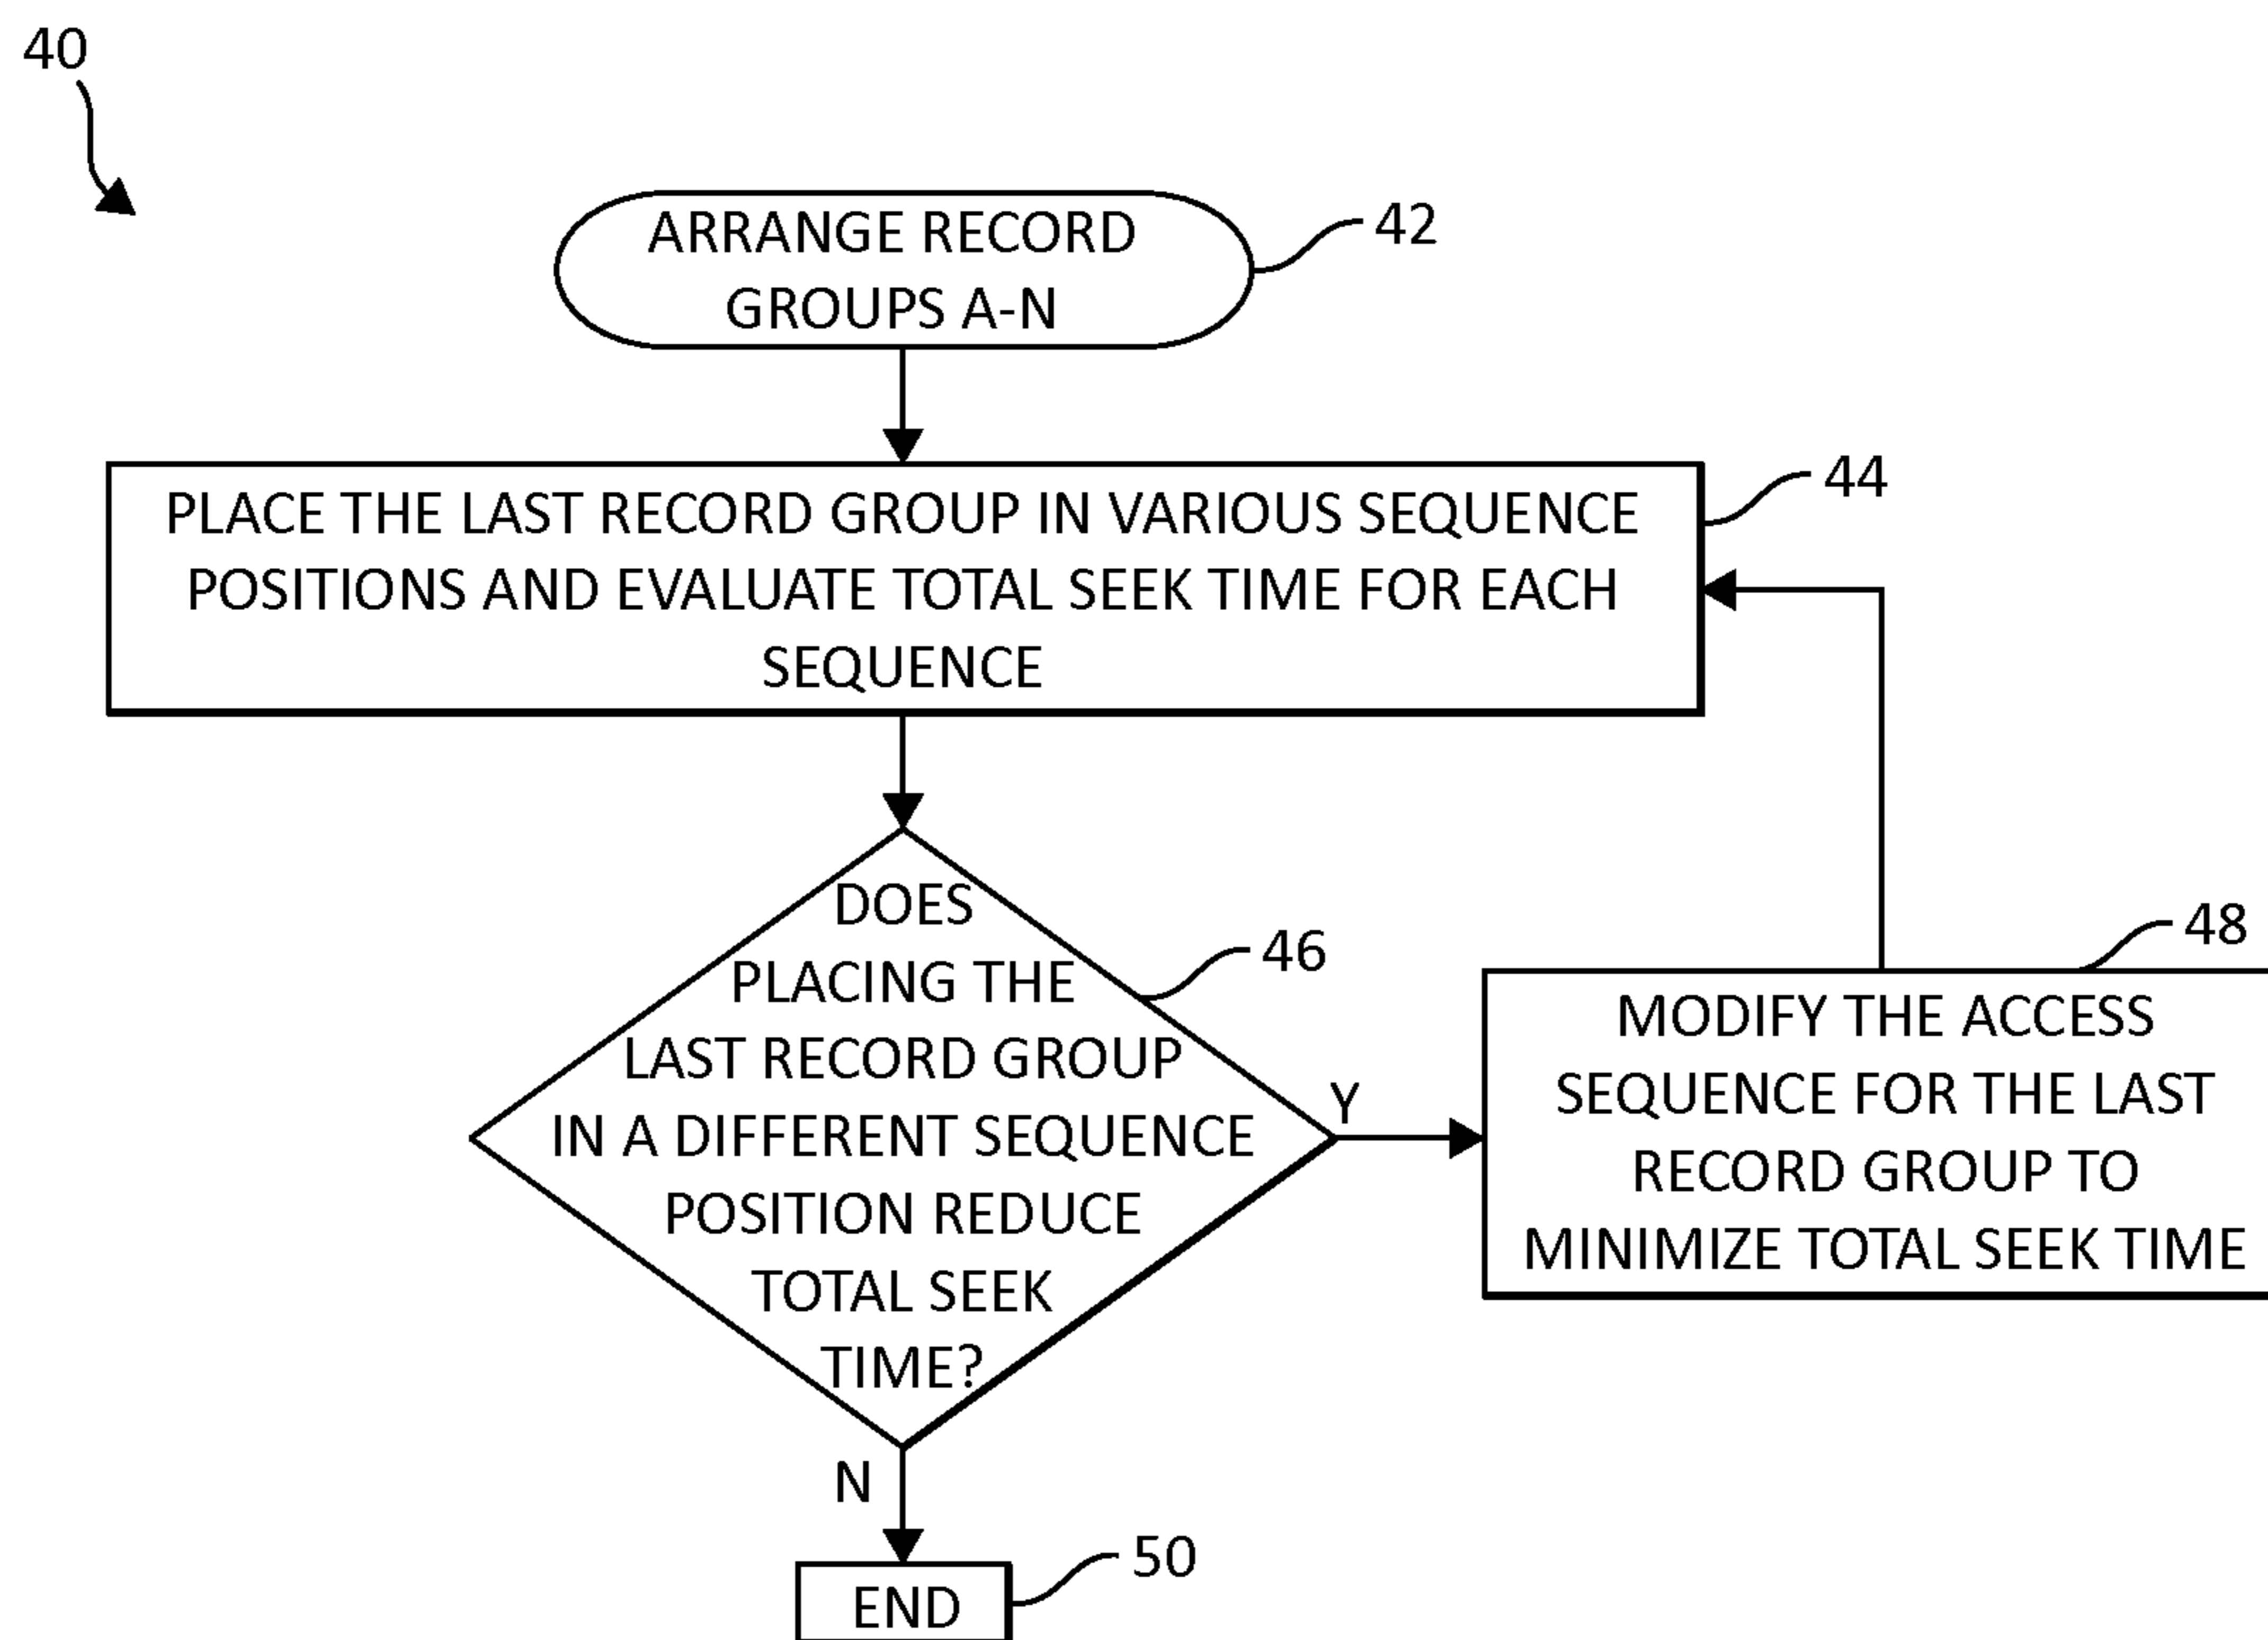 40
ARRANGE RECORD
GROUPS A-N
42
PLACE THE LAST RECORD GROUP IN VARIOUS SEQUENCE
POSITIONS AND EVALUATE TOTAL SEEK TIME FOR EACH
SEQUENCE
44
DOES
PLACING THE
LAST RECORD GROUP
IN A DIFFERENT SEQUENCE
POSITION REDUCE
TOTAL SEEK
TIME?
46
Y
MODIFY THE ACCESS
SEQUENCE FOR THE LAST
RECORD GROUP TO
MINIMIZE TOTAL SEEK TIME
48
N
END
50